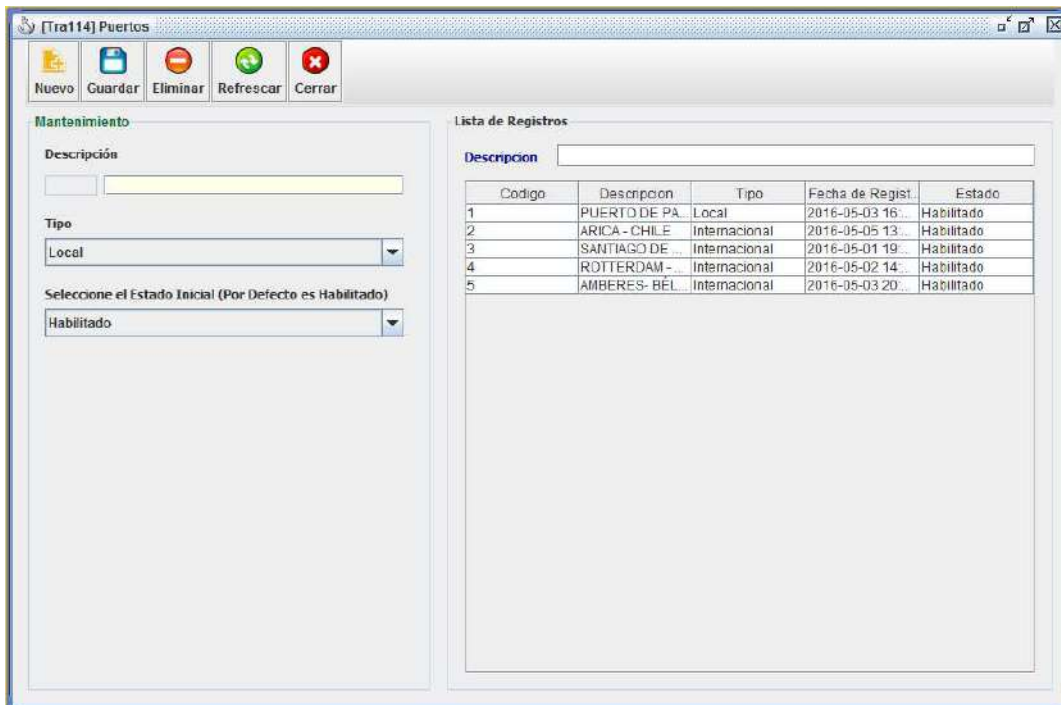 [Tra114] Puertos
Nuevo Guardar Eliminar Refrescar Cerrar
Mantenimiento
Descripción
Tipo
Local
Seleccione el Estado Inicial (Por Defecto es Habilitado)
Habilitado
Lista de Registros
Descripcion
Codigo Descripcion Tipo Fecha de Regist.. Estado
1 PUERTO DE PA... Local 2016-05-03 16:... Habilitado
2 ARICA - CHILE Internacional 2016-05-05 13:... Habilitado
3 SANTIAGO DE ... Internacional 2016-05-01 19:... Habilitado
4 ROTTERDAM - ... Internacional 2016-05-02 14:... Habilitado
5 AMBERES- BÉL... Internacional 2016-05-03 20:... Habilitado